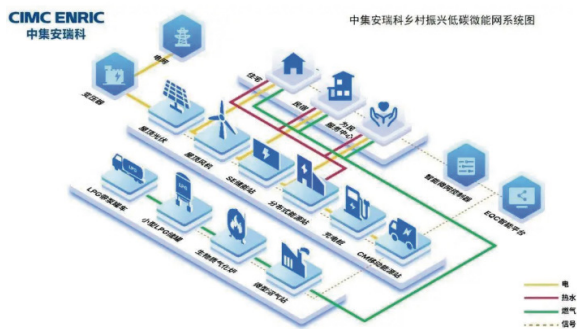 CIMC ENRIC
中集安瑞科
中集安瑞科乡村振兴低碳微能网系统图
电网
变压器
住宅
民宿
为民
服务中心
屋顶光伏
屋顶风机
SE储能站
分布式能源站
充电桩
CM移动能源站
智能微网控制器
EQC智能平台
LPG带泵罐车
小型LPG储罐
生物质气化炉
微型沼气站
LPG
电
热水
燃气
信号